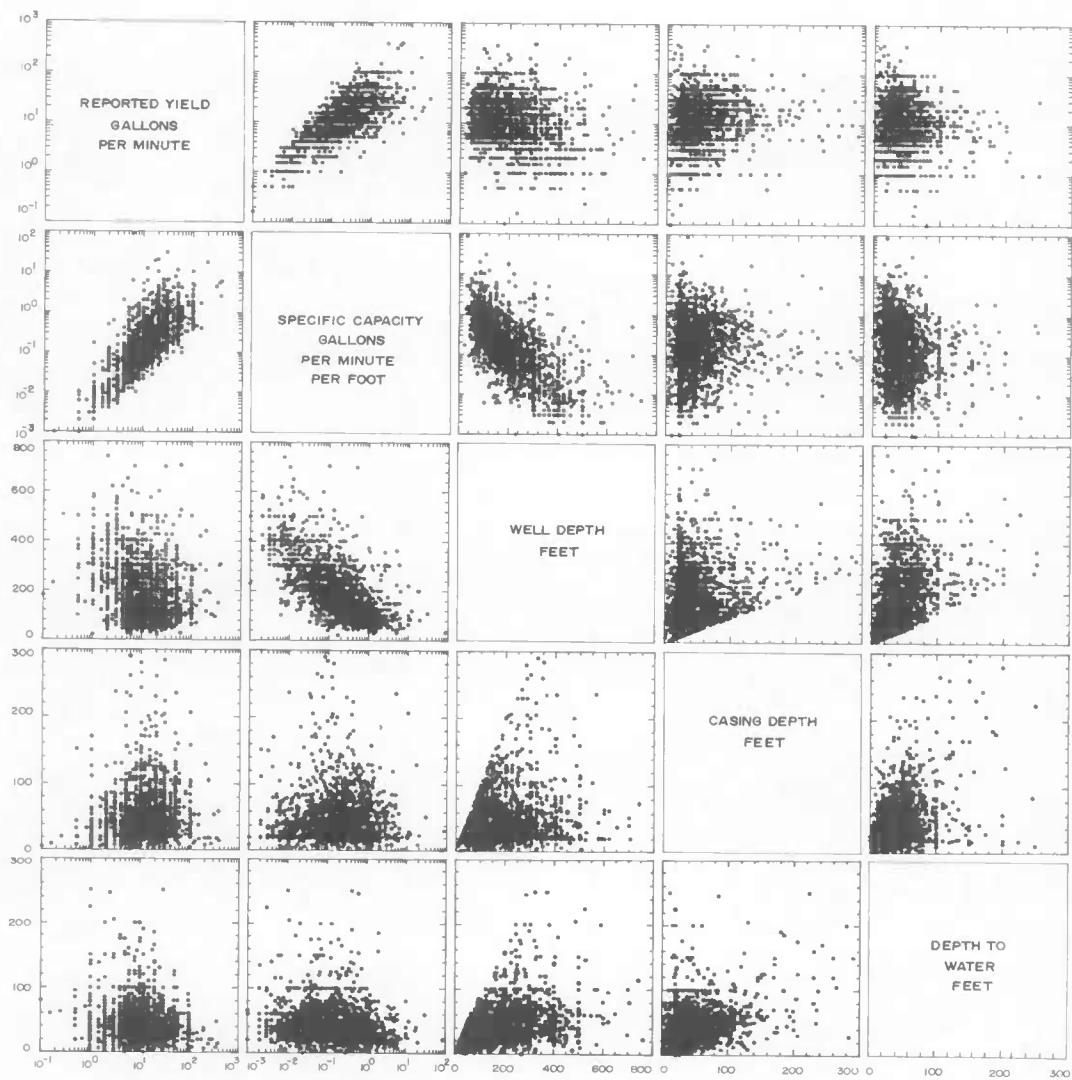 10³
10²
10¹
10⁰
10⁻¹
REPORTED YIELD
GALLONS
PER MINUTE
10²
10¹
10⁰
10⁻¹
10⁻²
10⁻³
SPECIFIC CAPACITY
GALLONS
PER MINUTE
PER FOOT
800
600
400
200
0
WELL DEPTH
FEET
300
200
100
0
CASING DEPTH
FEET
300
200
100
0
DEPTH TO
WATER
FEET
10⁻¹ 10⁰ 10¹ 10² 10³
10⁻³ 10⁻² 10⁻¹ 10⁰ 10¹ 10²
0 200 400 600 800
0 100 200 300
0 100 200 300